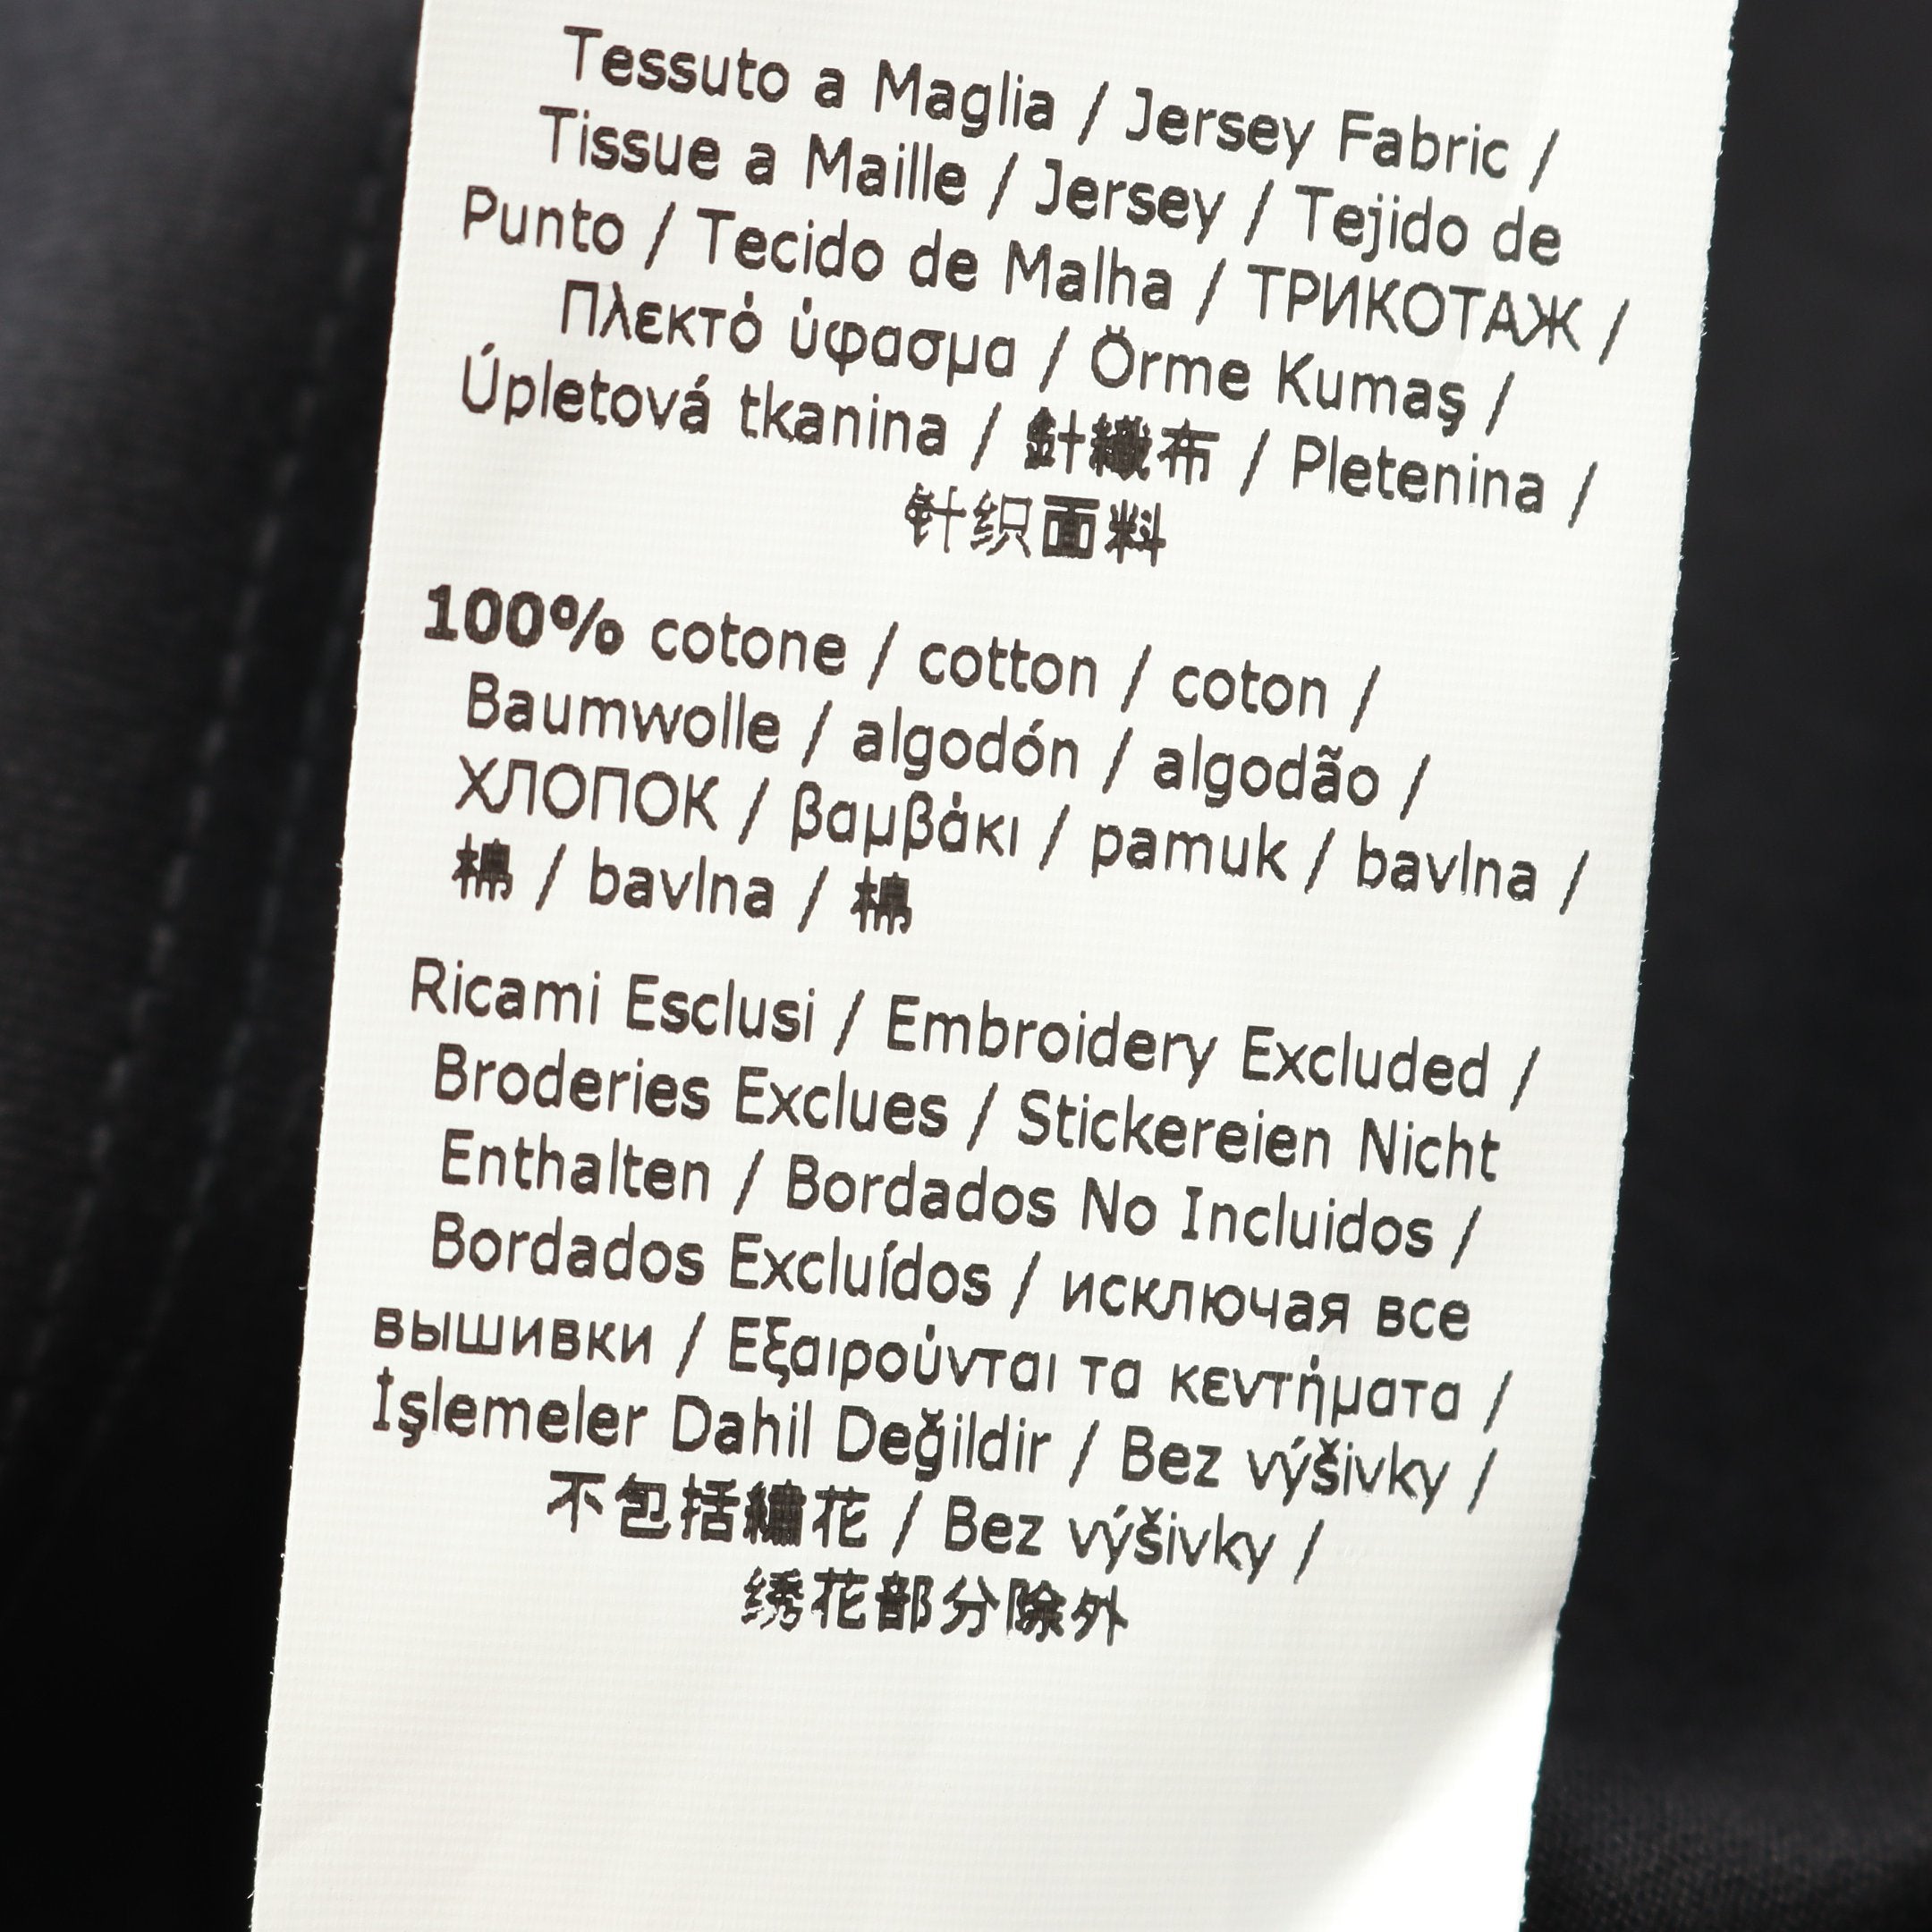 Tessuto a Maglia / Jersey Fabric /
Tissue a Maille / Jersey / Tejido de
Punto / Tecido de Malha / ТРИКОТАЖ /
Πλεκτό ύφασμα / Örme Kumaş /
Úpletová tkanina / 針織布 / Pletenina /
针织面料
100% cotone / cotton / coton /
Baumwolle / algodón / algodão /
ХЛОПОК / βαμβάκι / pamuk / bavlna /
棉 / bavlna / 棉
Ricami Esclusi / Embroidery Excluded /
Broderies Exclues / Stickereien Nicht
Enthalten / Bordados No Incluidos /
Bordados Excluídos / исключая все
вышивки / Εξαιρούνται τα κεντήματα /
İşlemeler Dahil Değildir / Bez výšivky /
不包括繡花 / Bez výšivky /
绣花部分除外